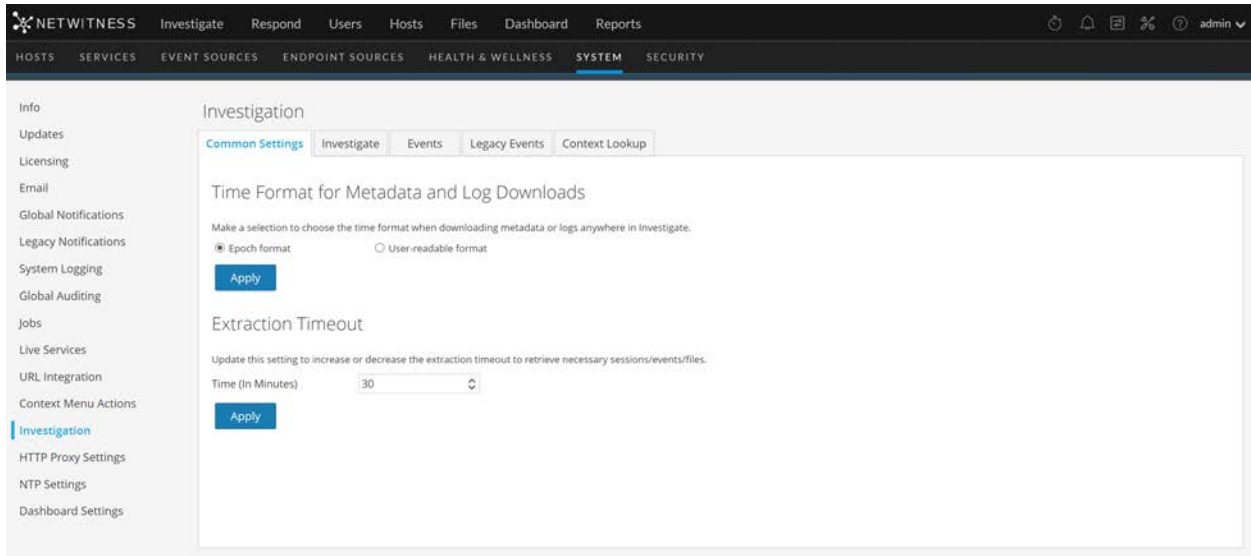 NETWITNESS Investigate Respond Users Hosts Files Dashboard Reports admin
HOSTS SERVICES EVENT SOURCES ENDPOINT SOURCES HEALTH & WELLNESS SYSTEM SECURITY
Info
Updates
Licensing
Email
Global Notifications
Legacy Notifications
System Logging
Global Auditing
Jobs
Live Services
URL Integration
Context Menu Actions
Investigation
HTTP Proxy Settings
NTP Settings
Dashboard Settings
Investigation
Common Settings Investigate Events Legacy Events Context Lookup
Time Format for Metadata and Log Downloads
Make a selection to choose the time format when downloading metadata or logs anywhere in Investigate.
Epoch format User-readable format
Apply
Extraction Timeout
Update this setting to increase or decrease the extraction timeout to retrieve necessary sessions/events/files.
Time (In Minutes) 30
Apply